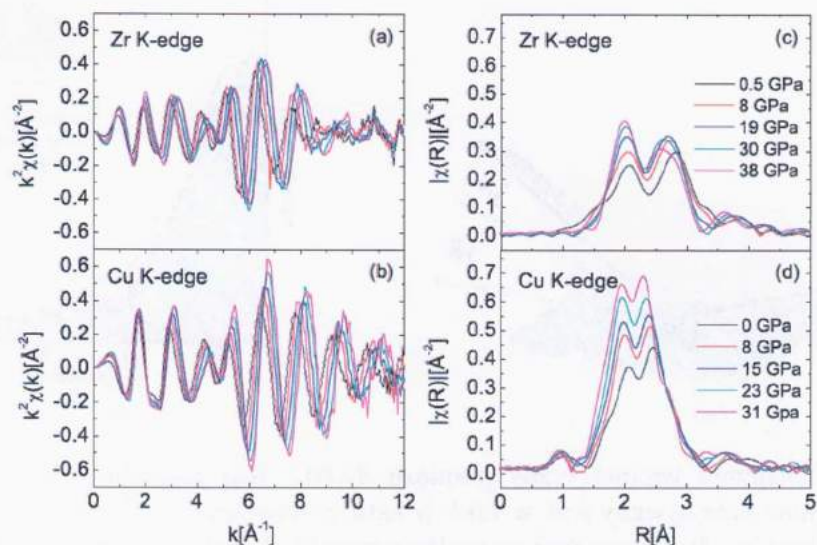 Zr K-edge
(a)
k²χ(k)[Å⁻²]
0.6
0.4
0.2
0.0
-0.2
-0.4
-0.6
Cu K-edge
(b)
k²χ(k)[Å⁻²]
0.6
0.4
0.2
0.0
-0.2
-0.4
-0.6
0 2 4 6 8 10 12
k[Å⁻¹]
Zr K-edge
(c)
|χ(R)||[Å⁻²]
0.7
0.6
0.5
0.4
0.3
0.2
0.1
0.0
0.5 GPa
8 GPa
19 GPa
30 GPa
38 GPa
Cu K-edge
(d)
|χ(R)||[Å⁻²]
0.7
0.6
0.5
0.4
0.3
0.2
0.1
0.0
0 GPa
8 GPa
15 GPa
23 GPa
31 Gpa
0 1 2 3 4 5
R[Å]